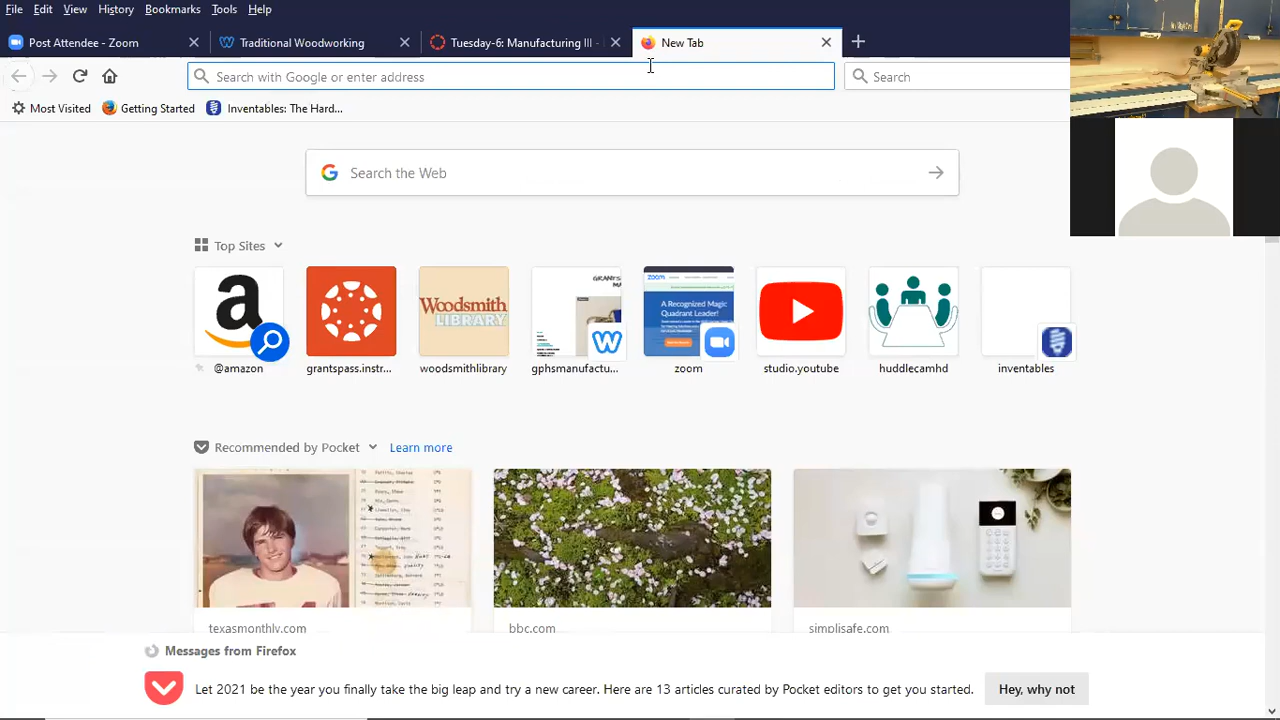 File Edit View History Bookmarks Tools Help
Post Attendee - Zoom
Traditional Woodworking
Tuesday-6: Manufacturing III -
New Tab
Search with Google or enter address
Search
Most Visited
Getting Started
Inventables: The Hard...
Search the Web
Top Sites
a
Woodsmith
LIBRARY
zoom
A Recognized Magic
Quadrant Leader!
@amazon
grantspass.instr...
woodsmithlibrary
gphsmanufactu...
zoom
studio.youtube
huddlecamhd
inventables
Recommended by Pocket
Learn more
texasmonthly.com
bbc.com
simplisafe.com
Messages from Firefox
Let 2021 be the year you finally take the big leap and try a new career. Here are 13 articles curated by Pocket editors to get you started.
Hey, why not